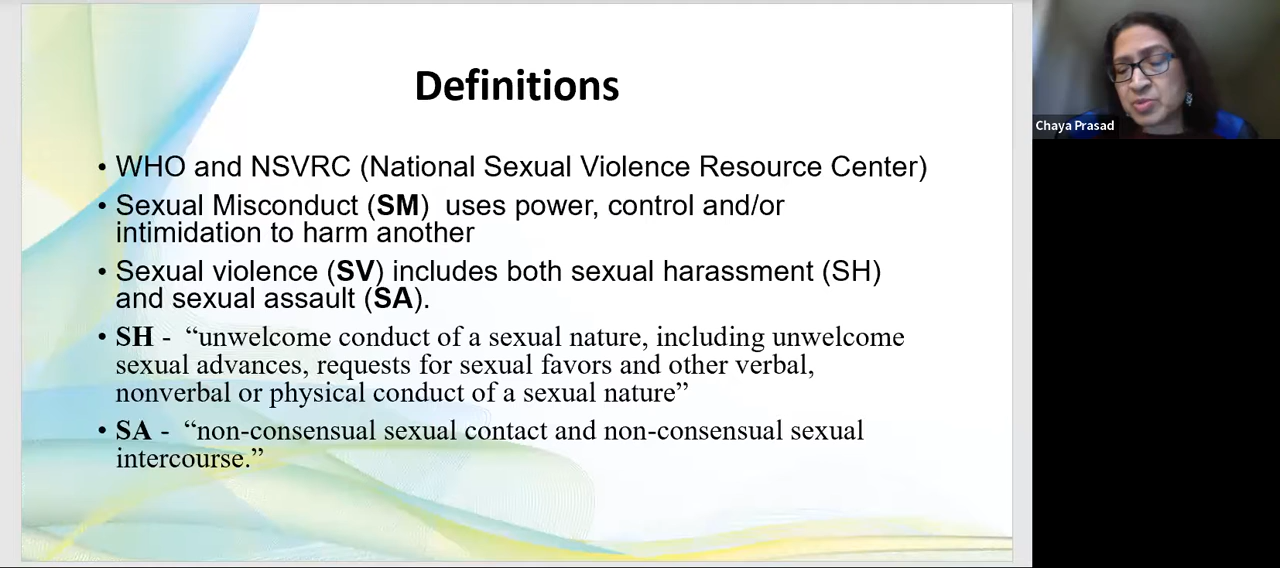 Definitions
• WHO and NSVRC (National Sexual Violence Resource Center)
• Sexual Misconduct (SM)  uses power, control and/or
intimidation to harm another
• Sexual violence (SV) includes both sexual harassment (SH)
and sexual assault (SA).
• SH -  “unwelcome conduct of a sexual nature, including unwelcome
sexual advances, requests for sexual favors and other verbal,
nonverbal or physical conduct of a sexual nature”
• SA -  “non-consensual sexual contact and non-consensual sexual
intercourse.”
Chaya Prasad